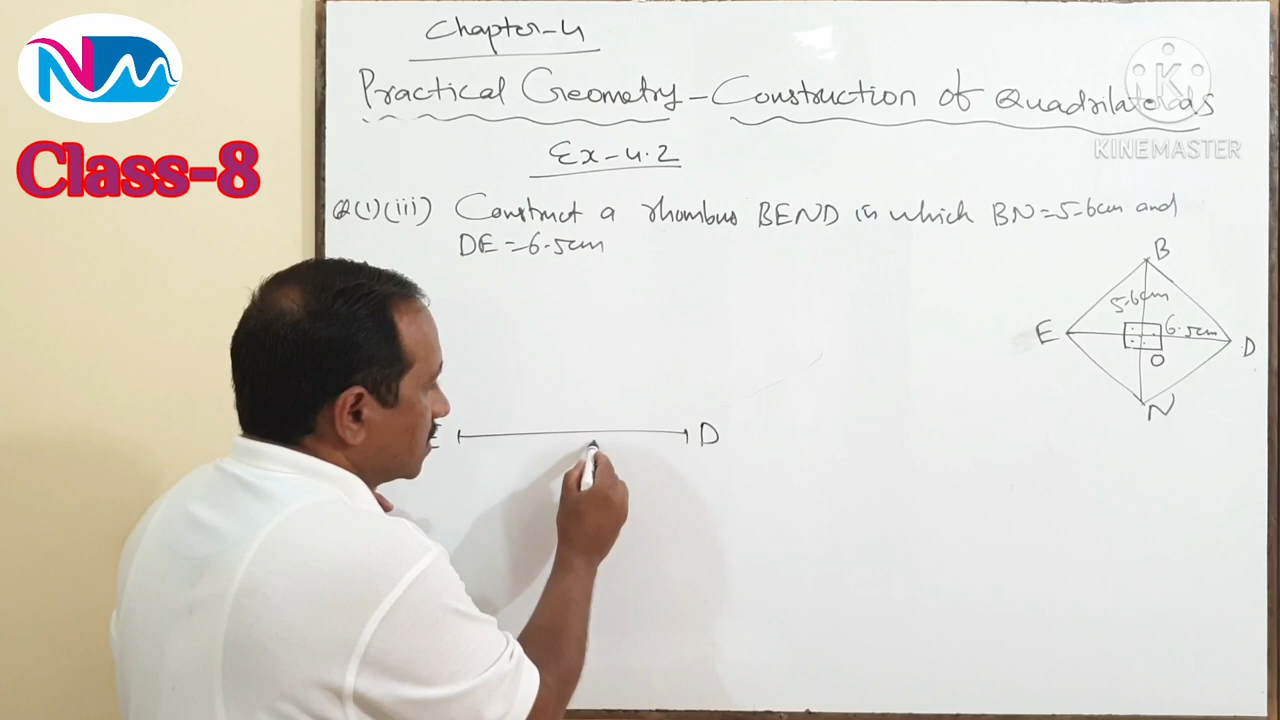 NDM
Class-8
Chapter-4
Practical Geometry - Construction of Quadrilaterals
K
KINEMASTER
Ex-4.2
Q(1)(iii) Construct a rhombus BEND in which BN=5.6cm and
DE=6.5cm
B
5.6cm
E
6.5cm
D
O
N
D